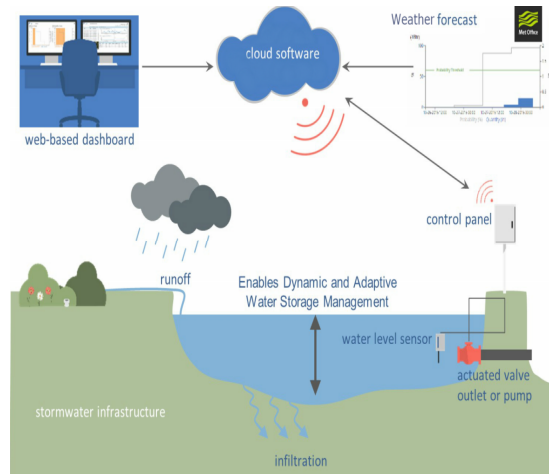 Weather forecast
Met Office
cloud software
web-based dashboard
control panel
runoff
Enables Dynamic and Adaptive
Water Storage Management
water level sensor
actuated valve
outlet or pump
stormwater infrastructure
infiltration